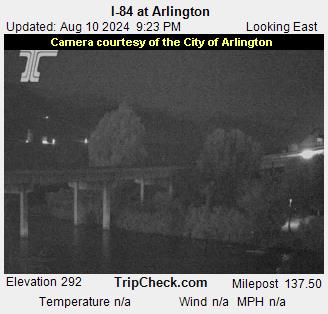 I-84 at Arlington
Updated: Aug 10 2024 9:23 PM Looking East
Camera courtesy of the City of Arlington
Elevation 292 TripCheck.com Milepost 137.50
Temperature n/a Wind n/a MPH n/a